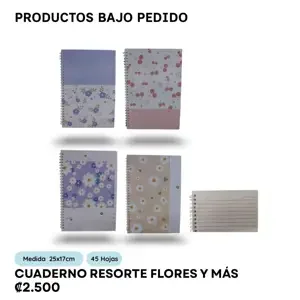 PRODUCTOS BAJO PEDIDO
Medida 25x17cm
45 Hojas
CUADERNO RESORTE FLORES Y MÁS
₡2.500